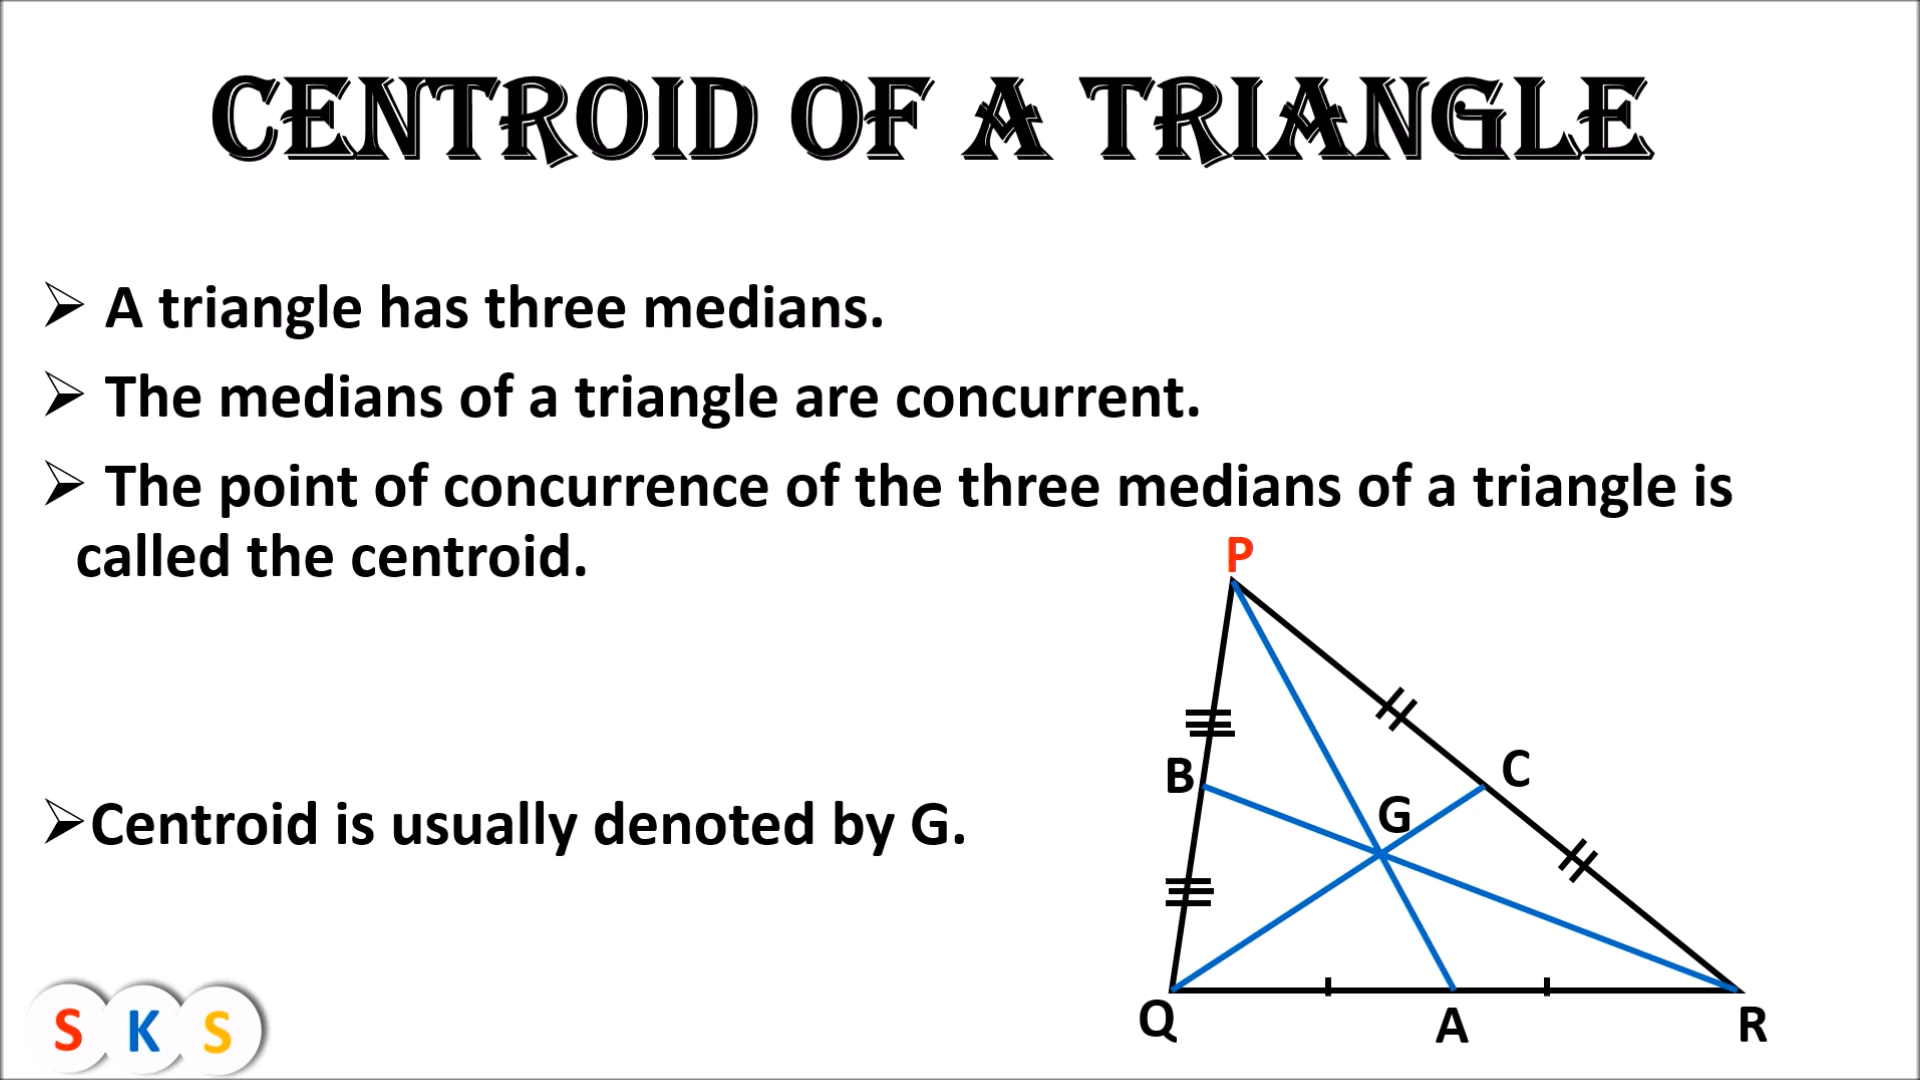 CENTROID OF A TRIANGLE
➢ A triangle has three medians.
➢ The medians of a triangle are concurrent.
➢ The point of concurrence of the three medians of a triangle is
called the centroid.
P
B
C
G
➢Centroid is usually denoted by G.
Q
A
R
S K S